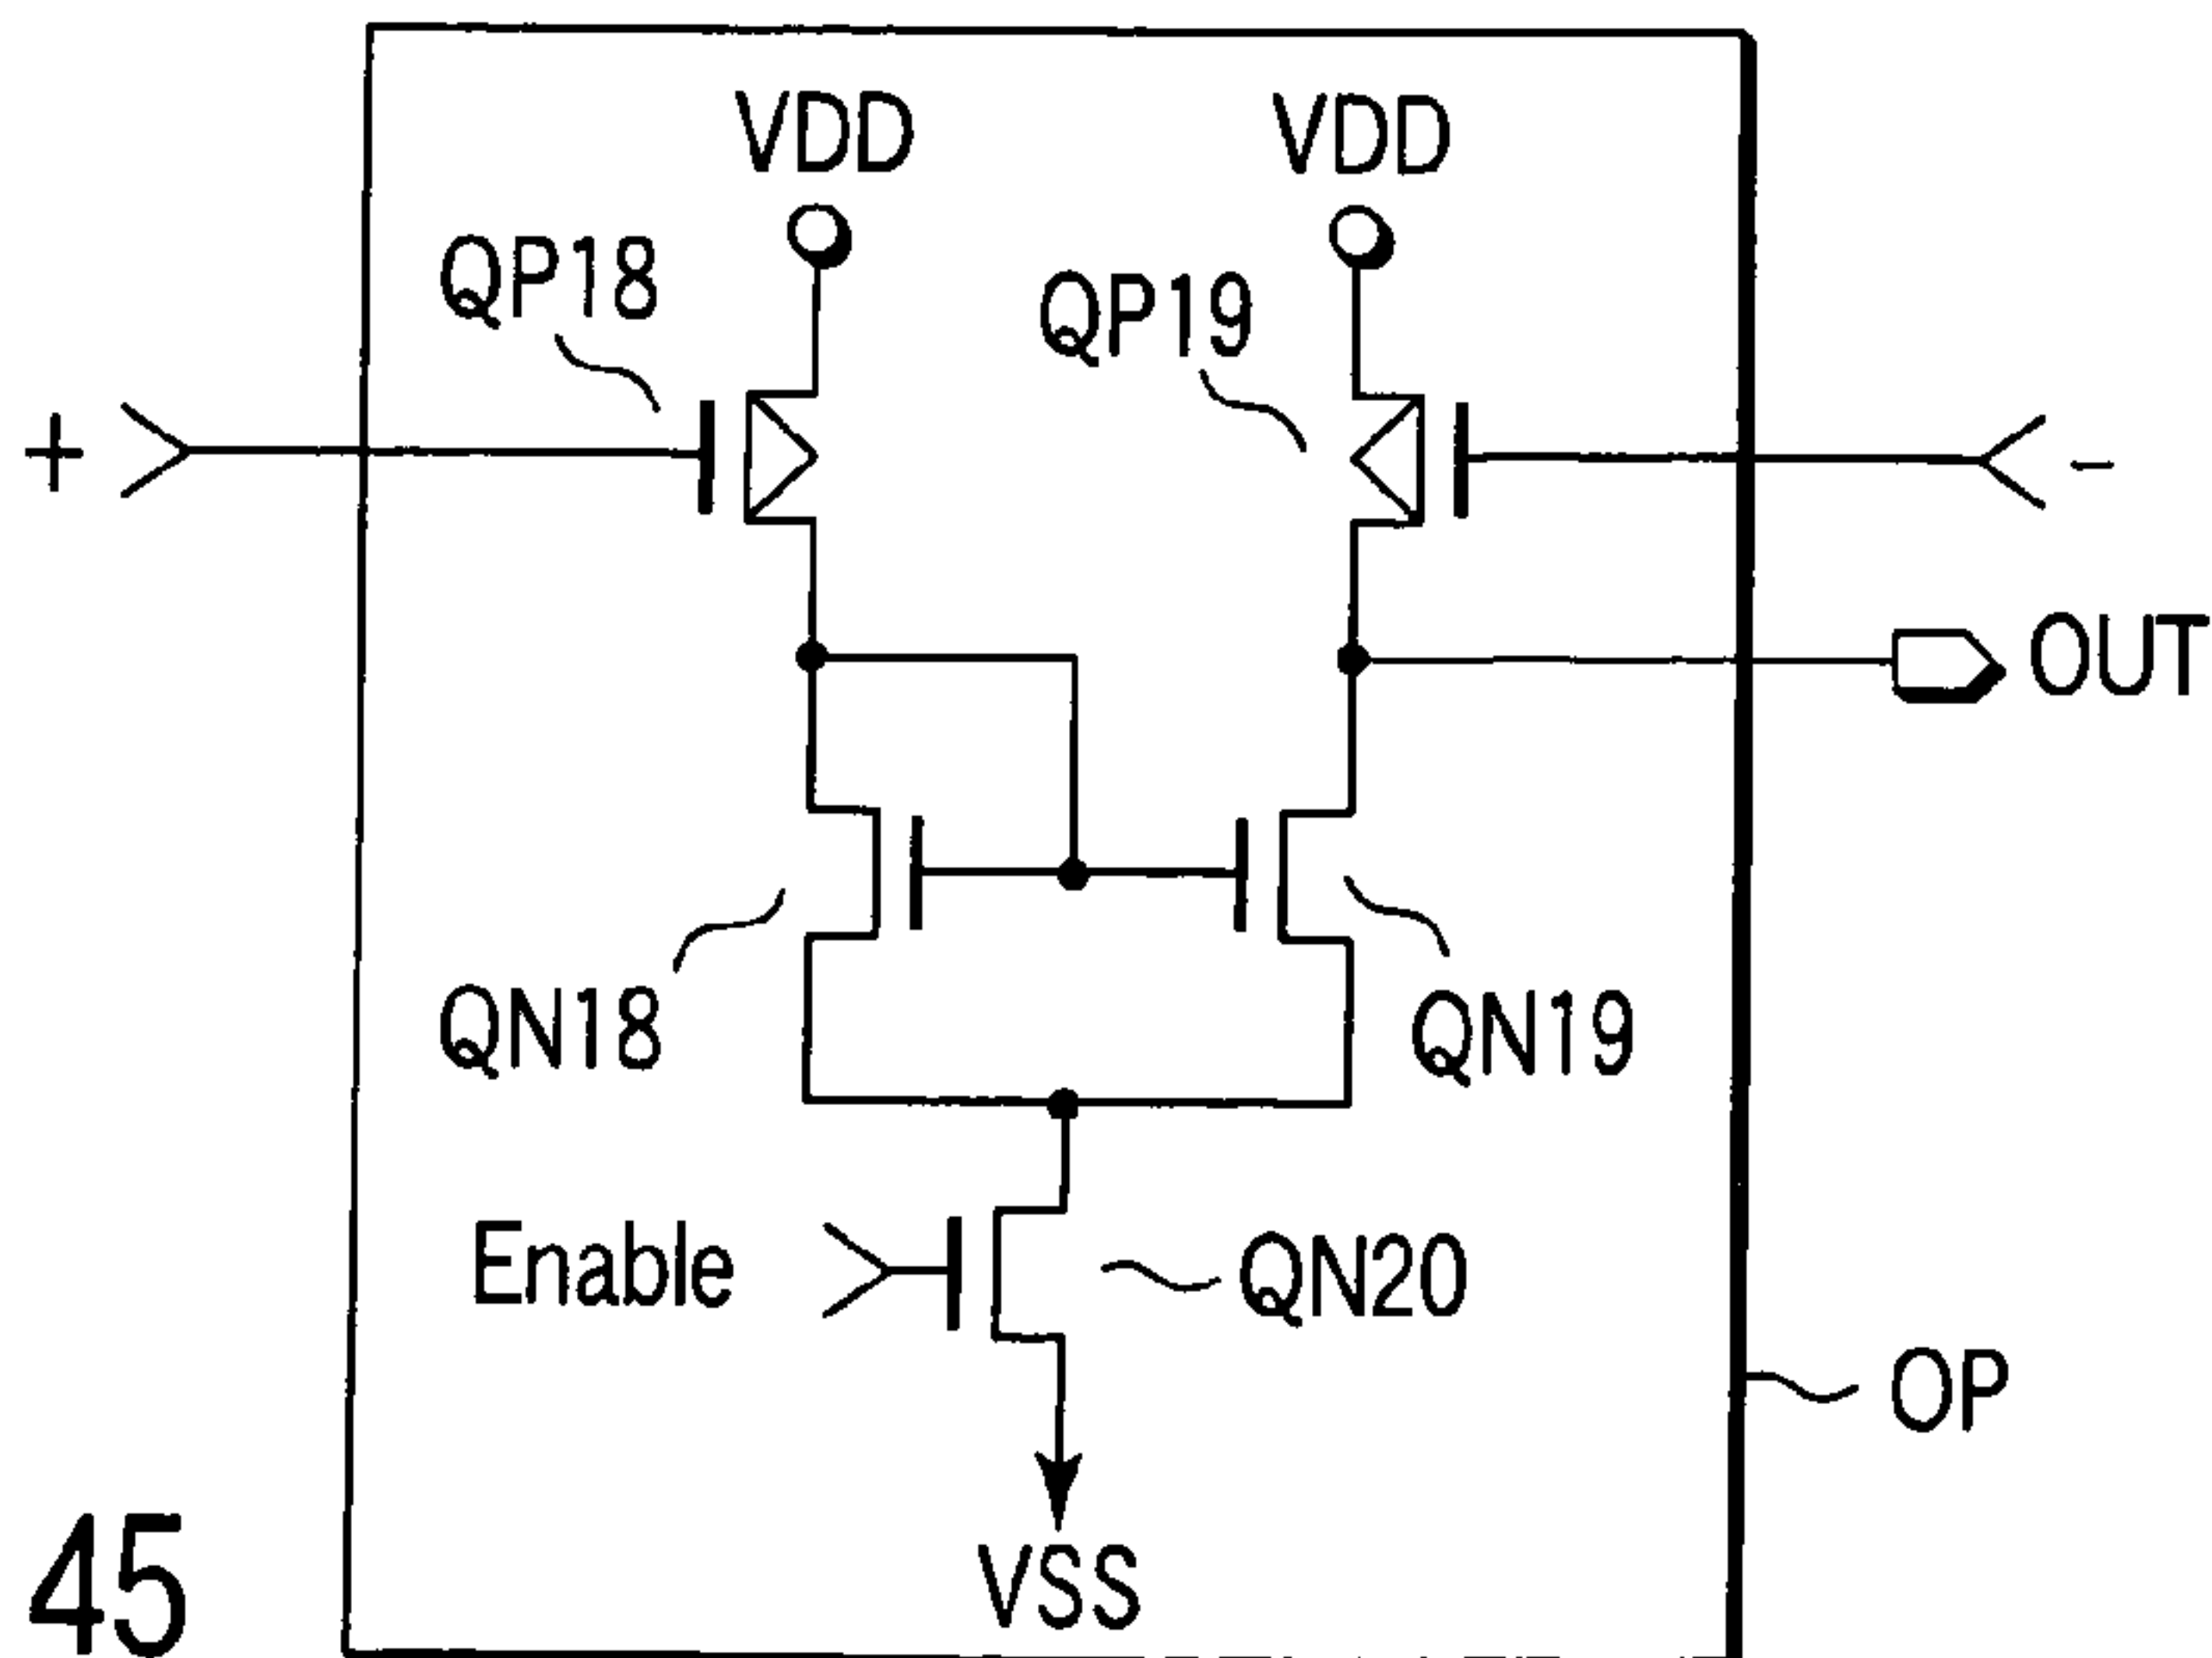 VDD VDD
QP18
QP19
+ -
OUT
QN18 QN19
Enable QN20
OP
VSS
45